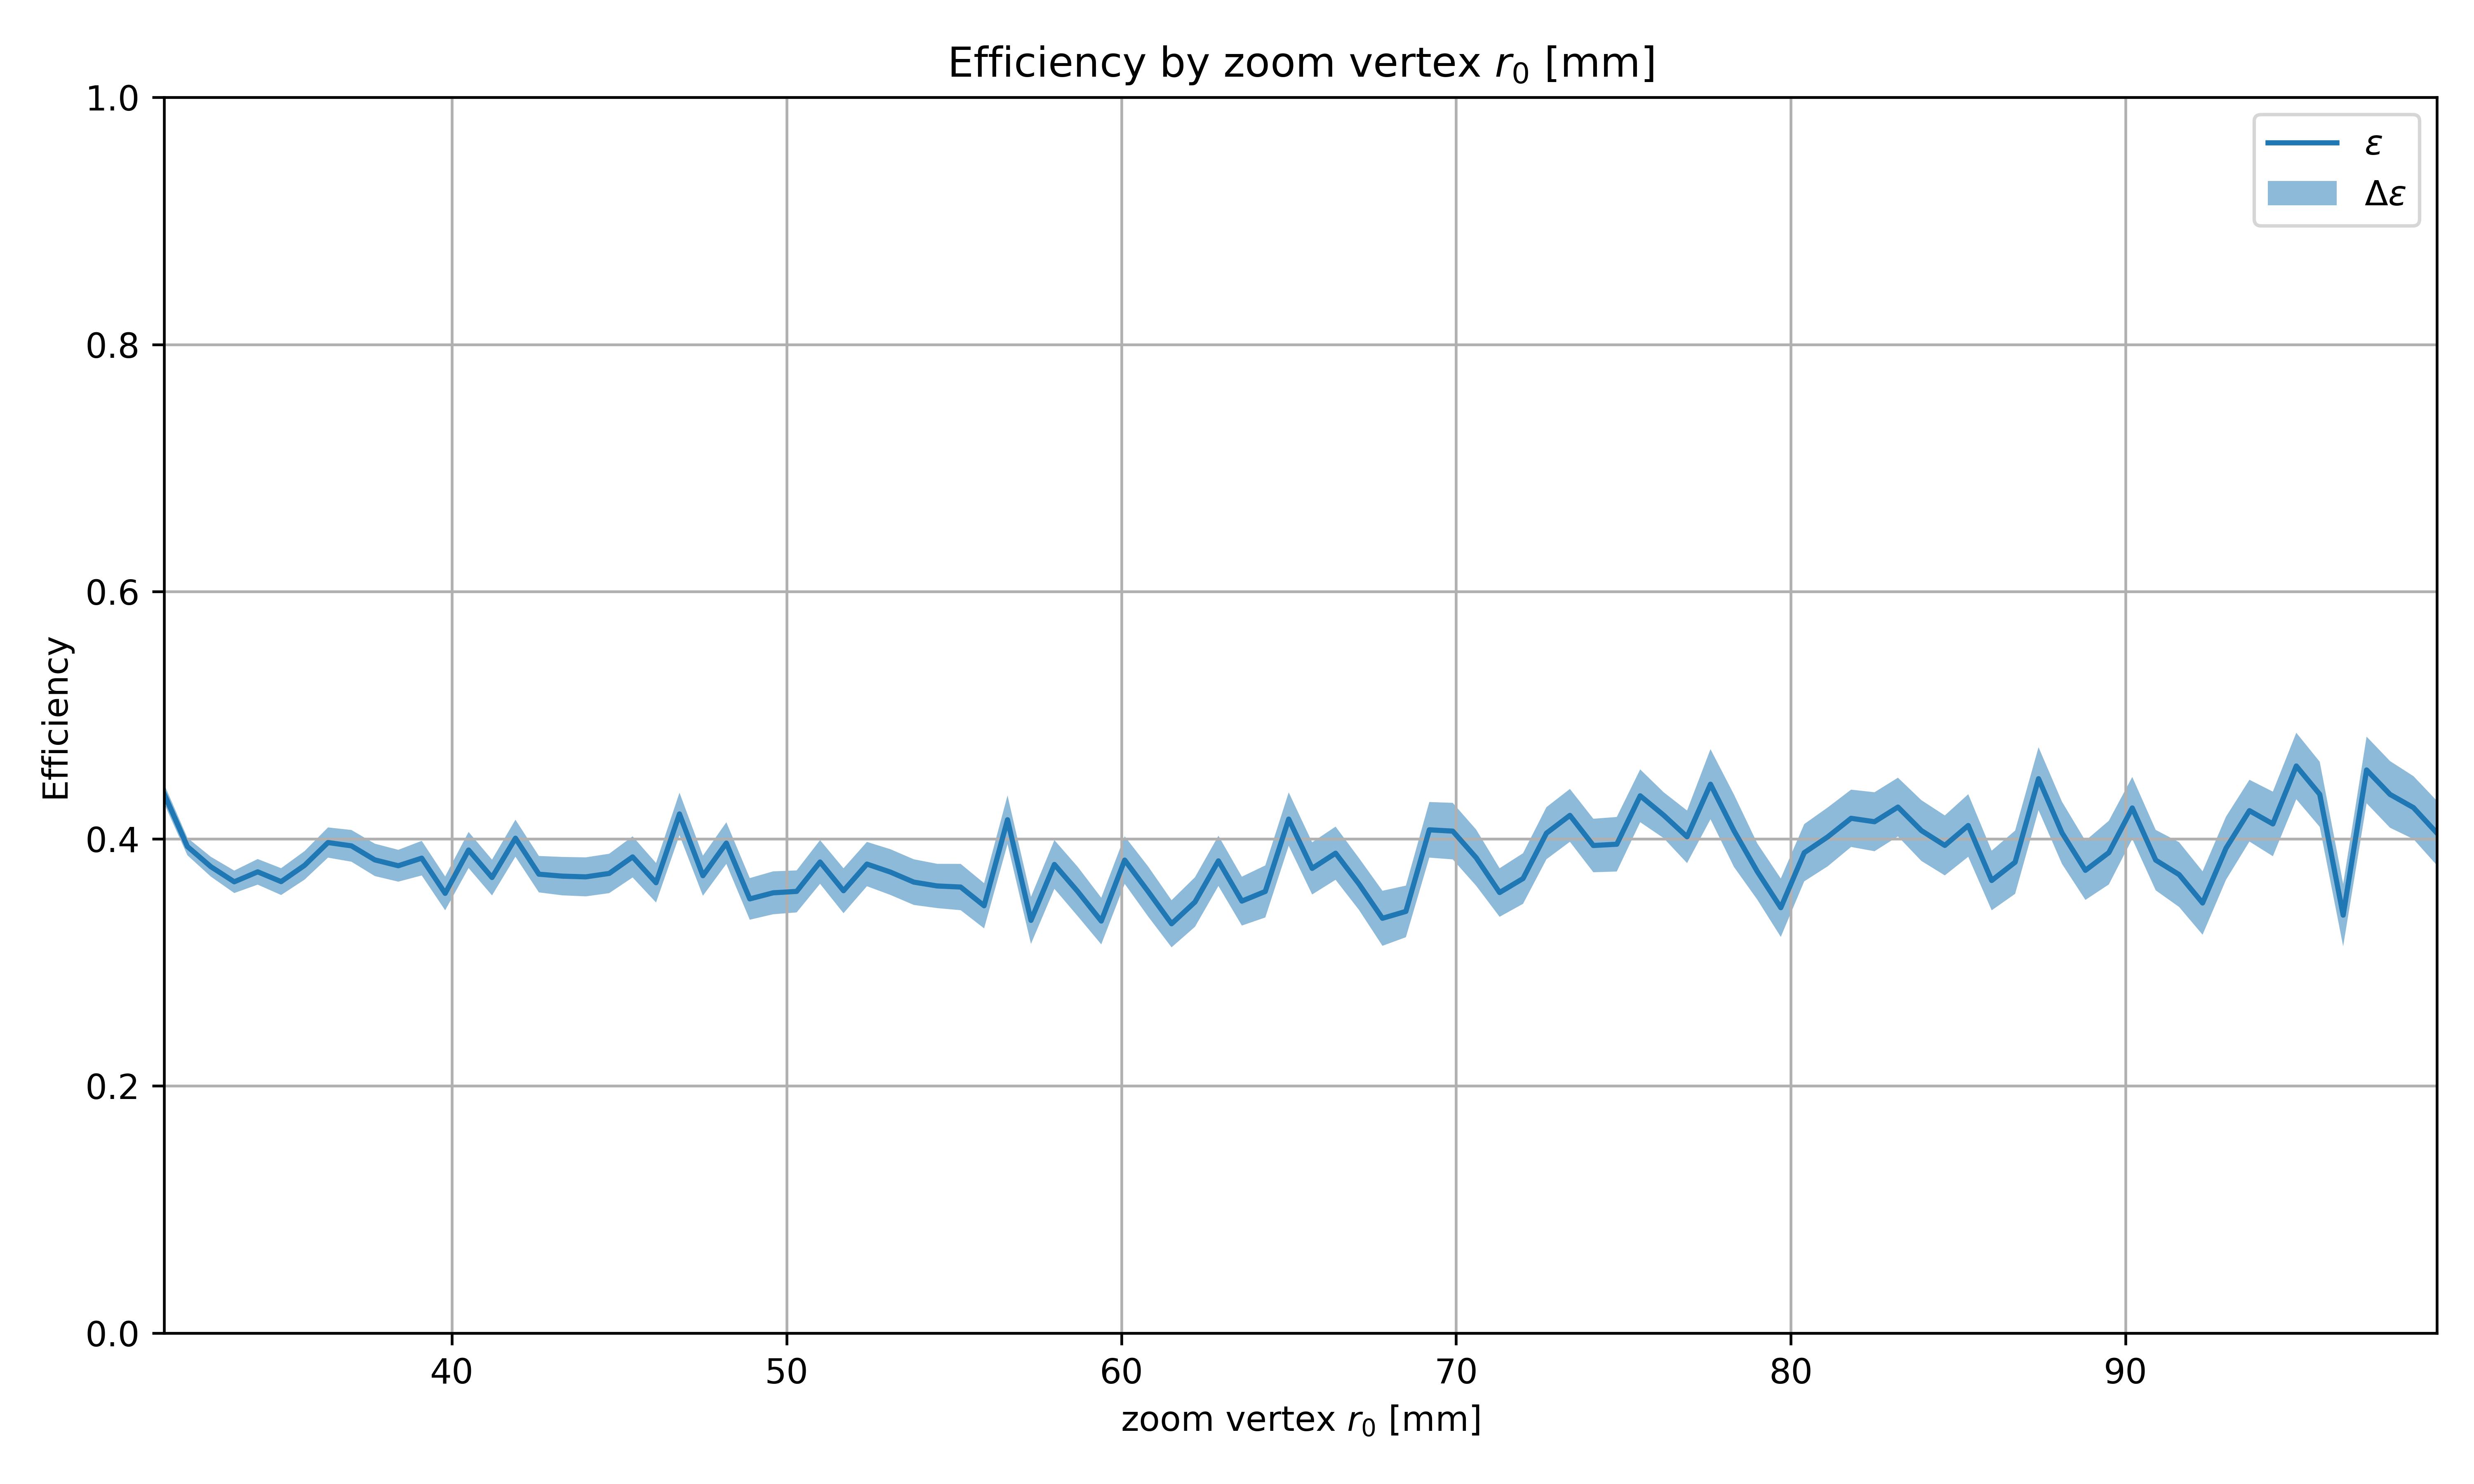 Efficiency by zoom vertex r₀ [mm]
1.0
0.8
0.6
0.4
0.2
0.0
Efficiency
ε
Δε
40 50 60 70 80 90
zoom vertex r₀ [mm]